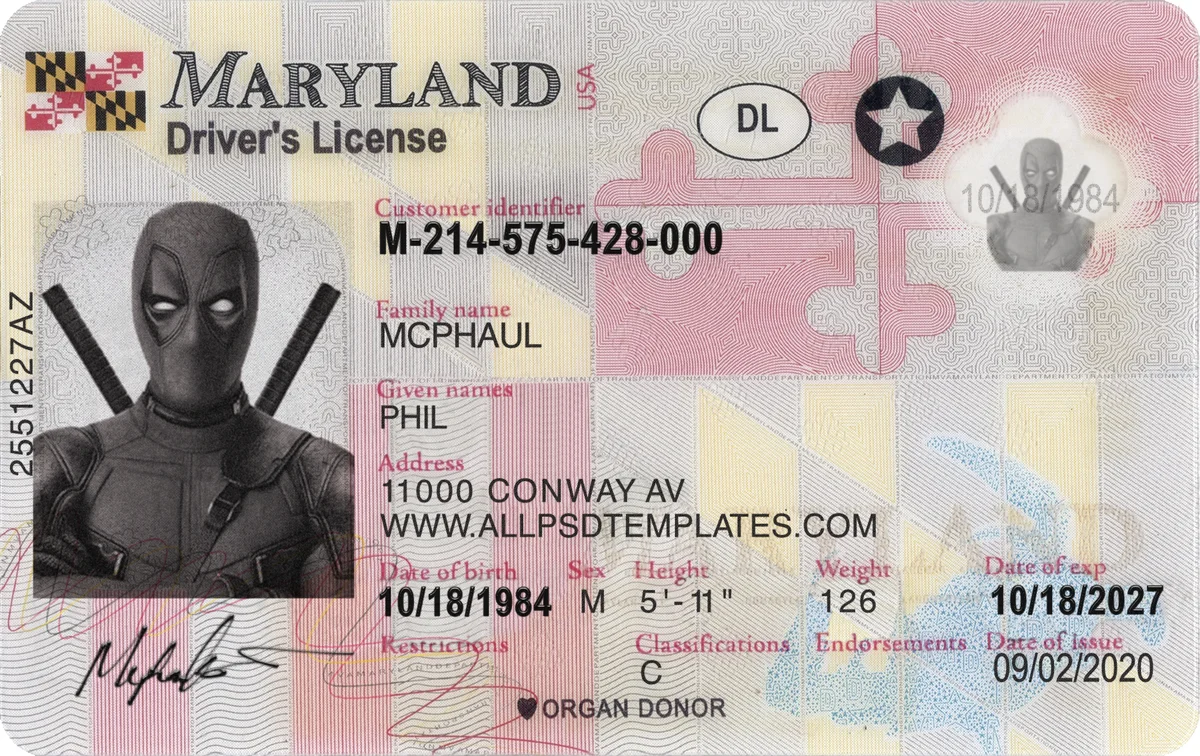 MARYLAND
USA
Driver's License
DL
10/18/1984
Customer identifier
M-214-575-428-000
Family name
MCPHAUL
Given names
PHIL
Address
11000 CONWAY AV
WWW.ALLPSDTEMPLATES.COM
Date of birth Sex Height Weight Date of exp
10/18/1984 M 5'-11" 126 10/18/2027
Restrictions Classifications Endorsements Date of issue
C 09/02/2020
ORGAN DONOR
2551227AZ